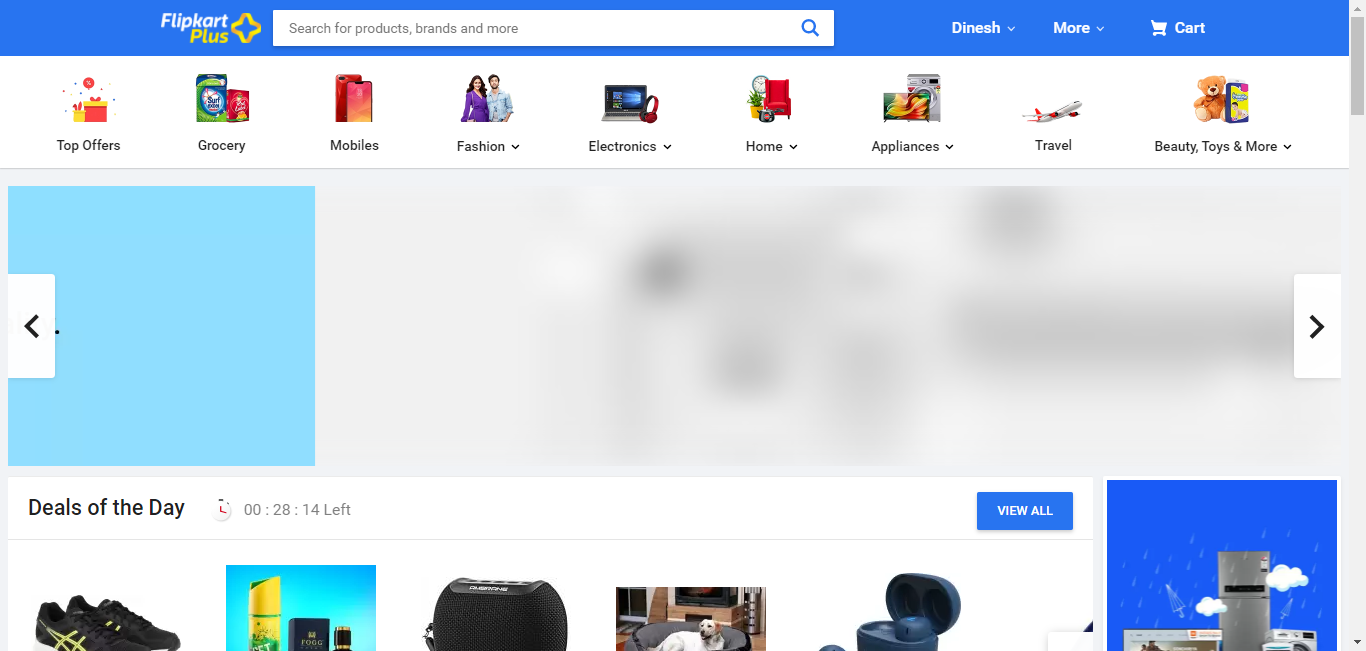 Flipkart
Plus
Search for products, brands and more
Dinesh
More
Cart
Top Offers
Grocery
Mobiles
Fashion
Electronics
Home
Appliances
Travel
Beauty, Toys & More
Deals of the Day
00 : 28 : 14 Left
VIEW ALL
AMBRANE
FOGG